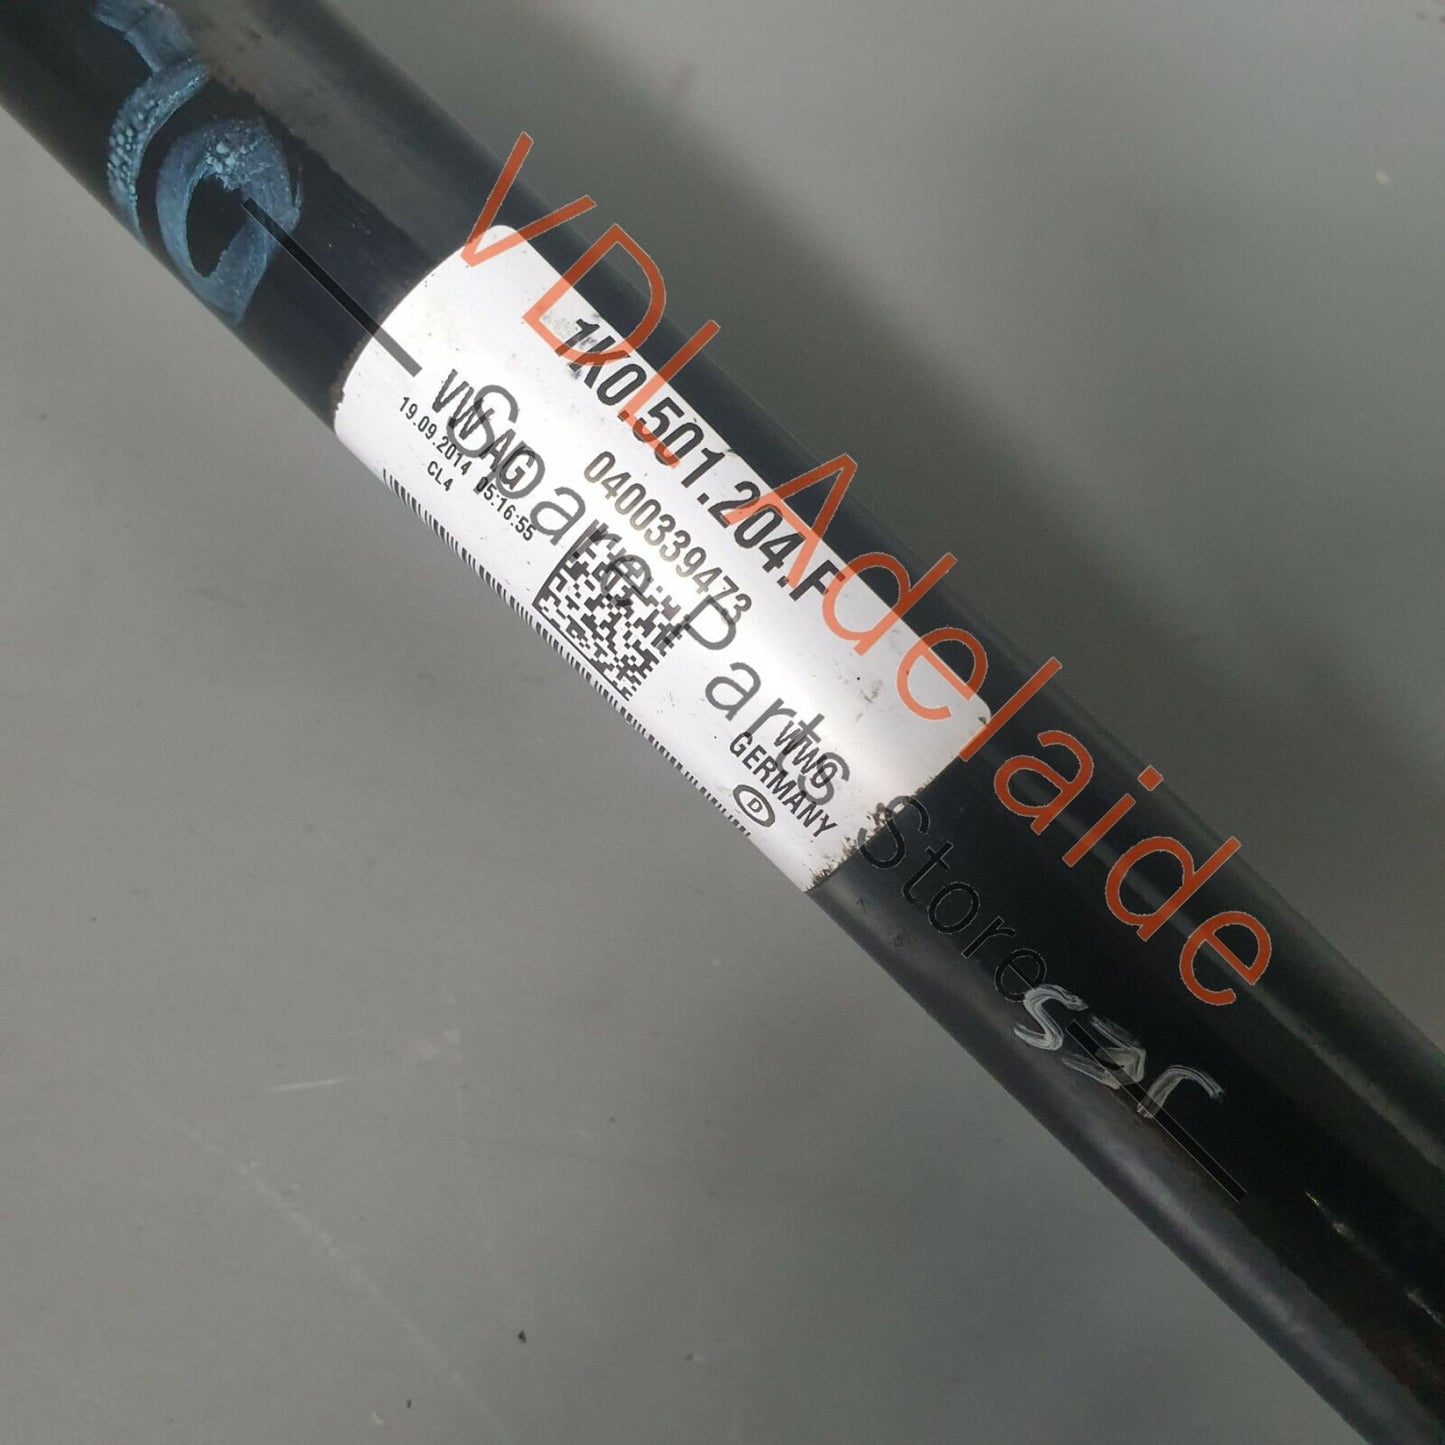 1K0.501.204.F
0400339473
VW AG
19.09.2014 05:16:55
CL4
WWO
GERMANY
D
VDL Adelaide
Spare Parts Store